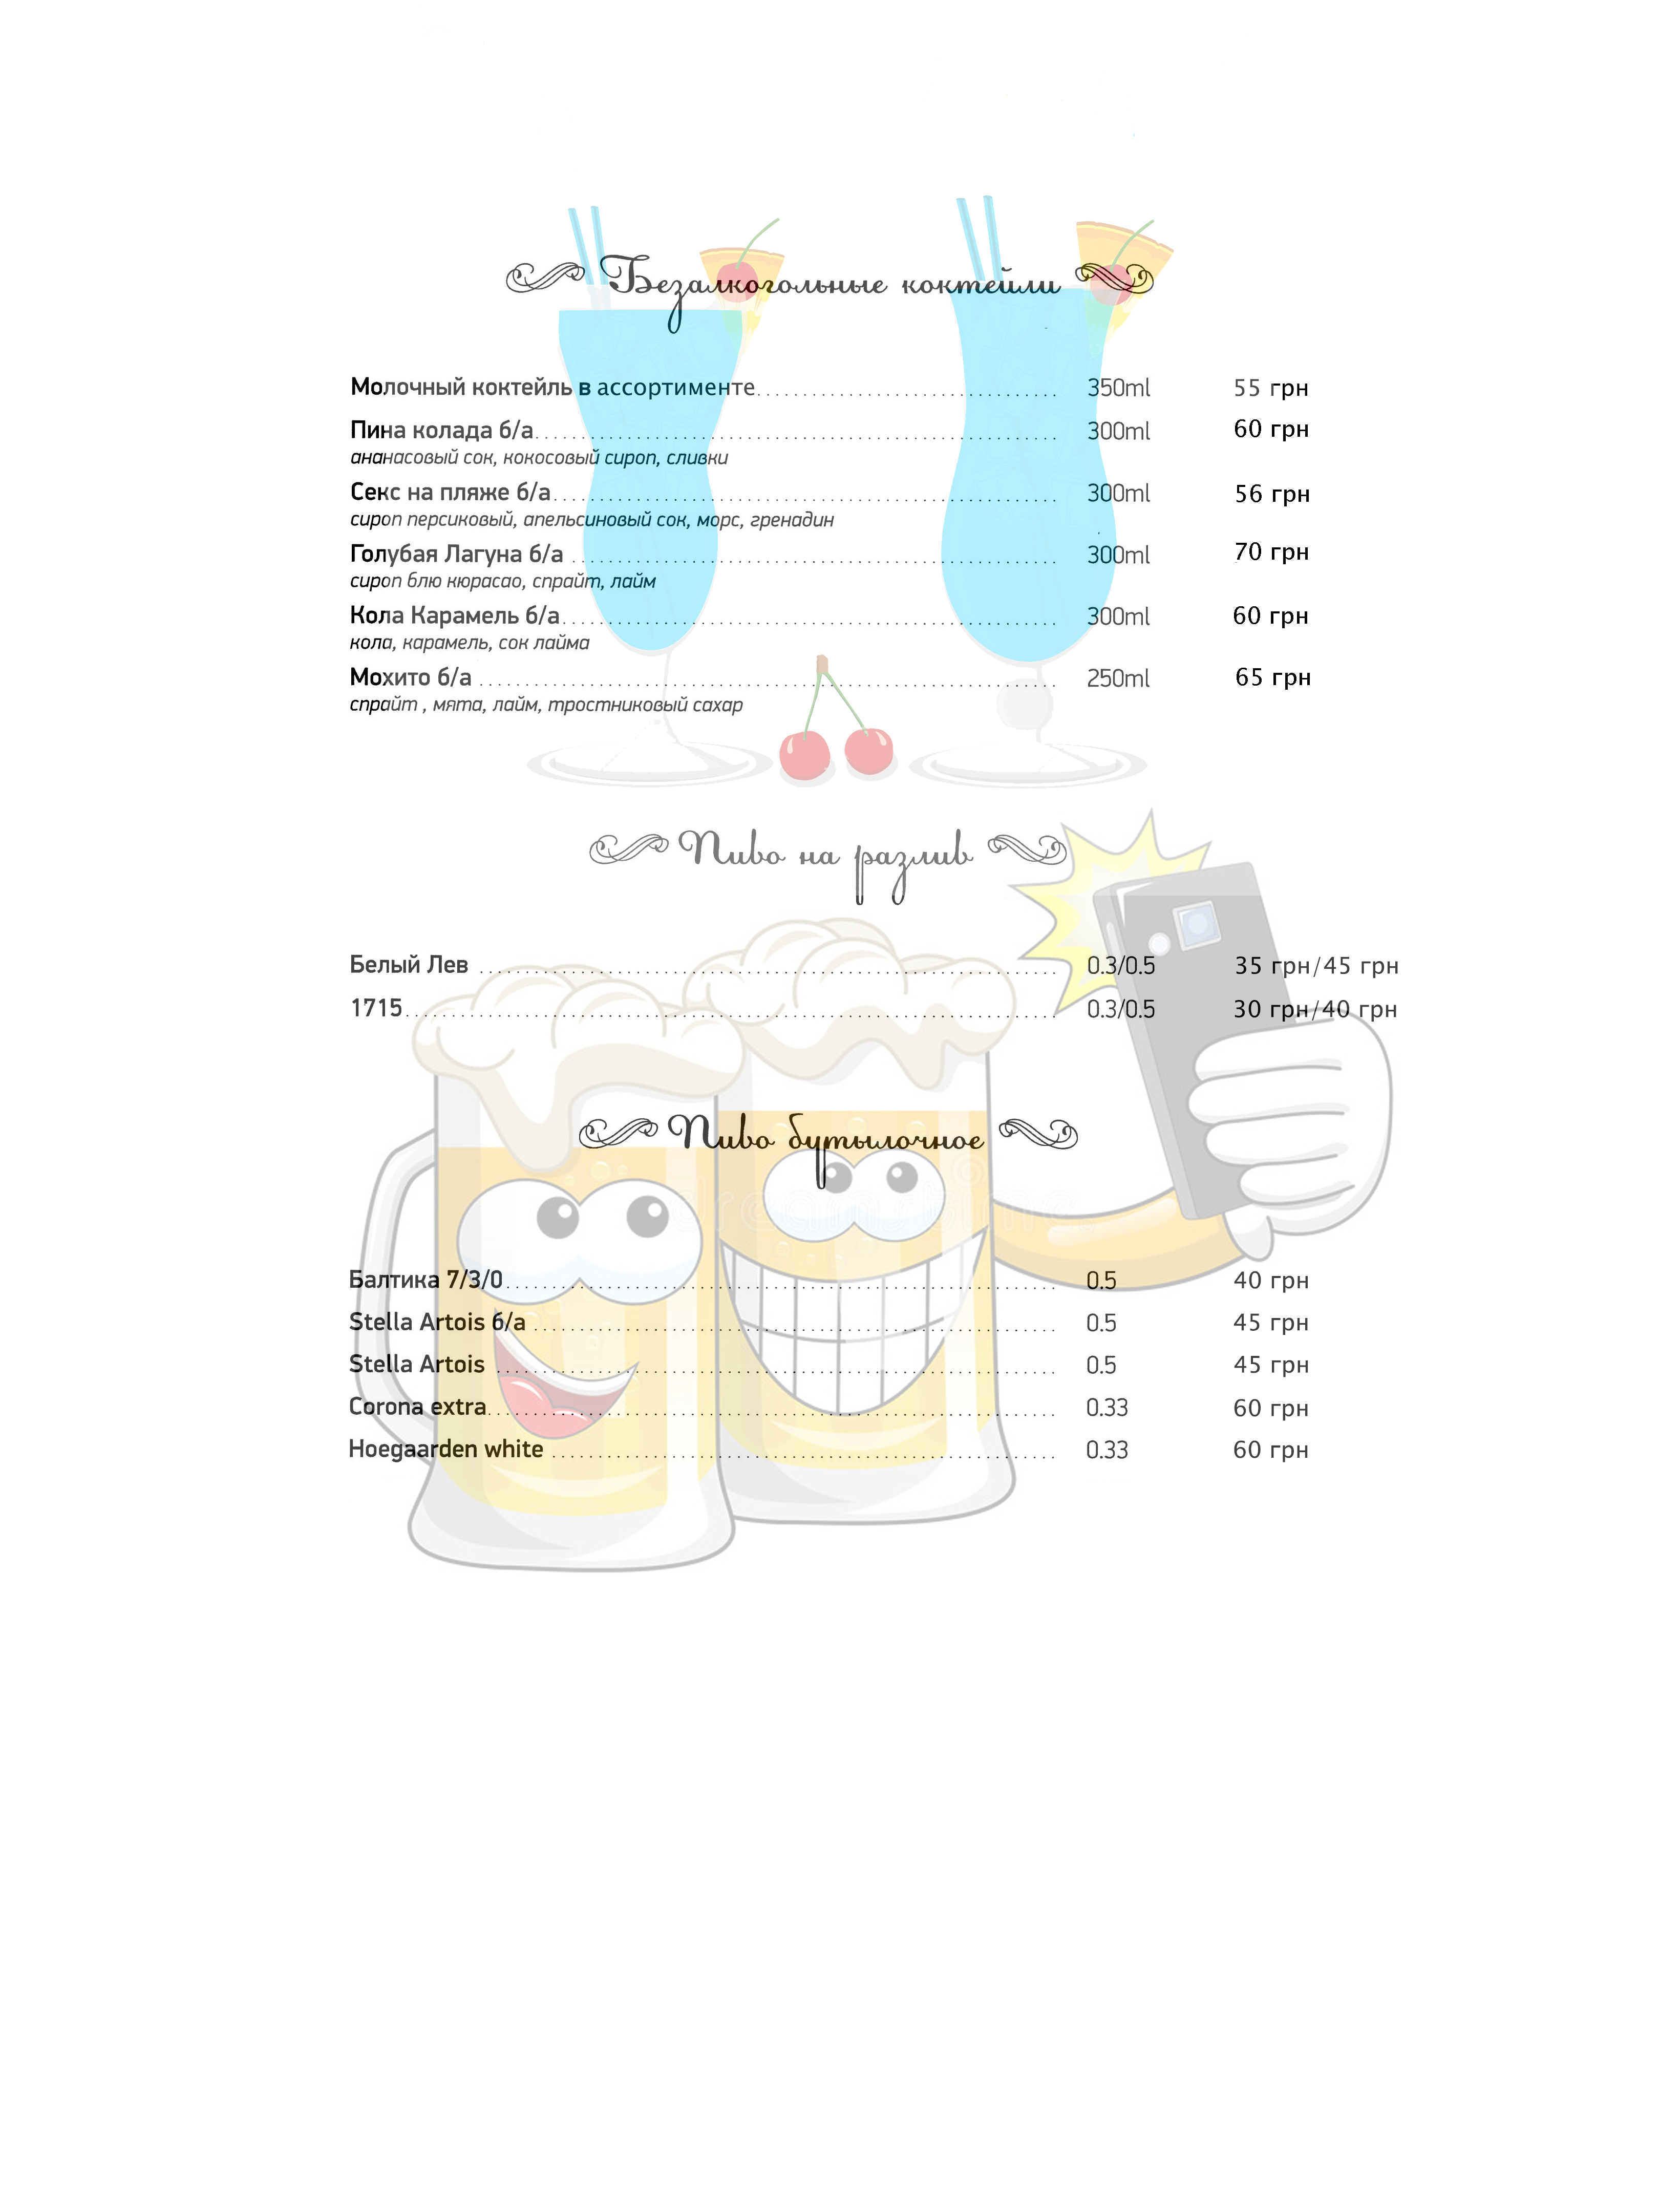 Безалкогольные коктейли
Молочный коктейль в ассортименте 350ml 55 грн
Пина колада б/а 300ml 60 грн
ананасовый сок, кокосовый сироп, сливки
Секс на пляже б/а 300ml 56 грн
сироп персиковый, апельсиновый сок, морс, гренадин
Голубая Лагуна б/а 300ml 70 грн
сироп блю кюрасао, спрайт, лайм
Кола Карамель б/а 300ml 60 грн
кола, карамель, сок лайма
Мохито б/а 250ml 65 грн
спрайт , мята, лайм, тростниковый сахар
Пиво на разлив
Белый Лев 0.3/0.5 35 грн/45 грн
1715 0.3/0.5 30 грн/40 грн
Пиво бутылочное
dreamstime
Балтика 7/3/0 0.5 40 грн
Stella Artois б/а 0.5 45 грн
Stella Artois 0.5 45 грн
Corona extra 0.33 60 грн
Hoegaarden white 0.33 60 грн